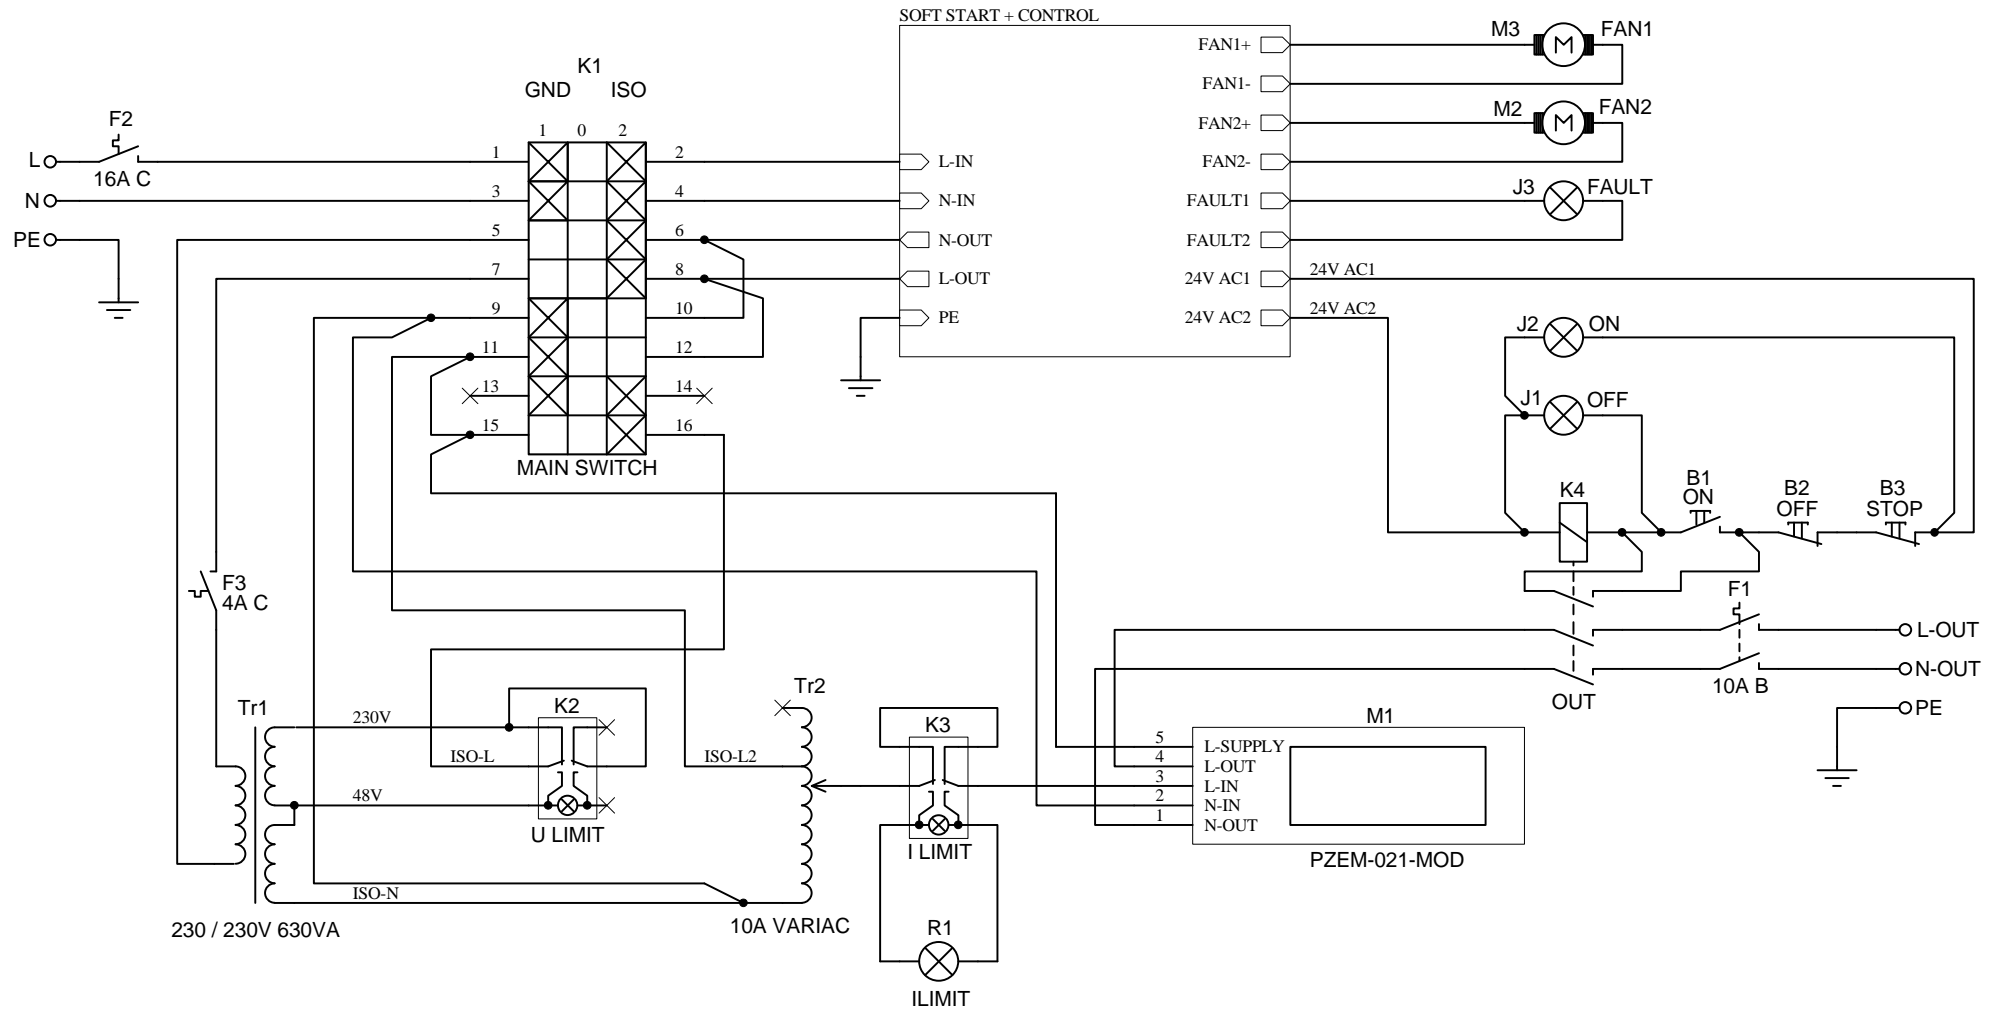 SOFT START + CONTROL
K1
GND ISO
1 0 2
F2
L
16A C
N
PE
1 2
3 4
5 6
7 8
9 10
11 12
13 14
15 16
MAIN SWITCH
L-IN
N-IN
N-OUT
L-OUT
PE
FAN1+
FAN1-
FAN2+
FAN2-
FAULT1
FAULT2
24V AC1
24V AC2
24V AC1
24V AC2
M3 M FAN1
M2 M FAN2
J3 FAULT
J2 ON
J1 OFF
K4
B1
ON
B2
OFF
B3
STOP
F1
L-OUT
N-OUT
10A B
OUT
PE
F3
4A C
Tr1
230V
48V
ISO-N
230 / 230V 630VA
K2
ISO-L
U LIMIT
Tr2
ISO-L2
10A VARIAC
K3
I LIMIT
R1
ILIMIT
M1
5 L-SUPPLY
4 L-OUT
3 L-IN
2 N-IN
1 N-OUT
PZEM-021-MOD